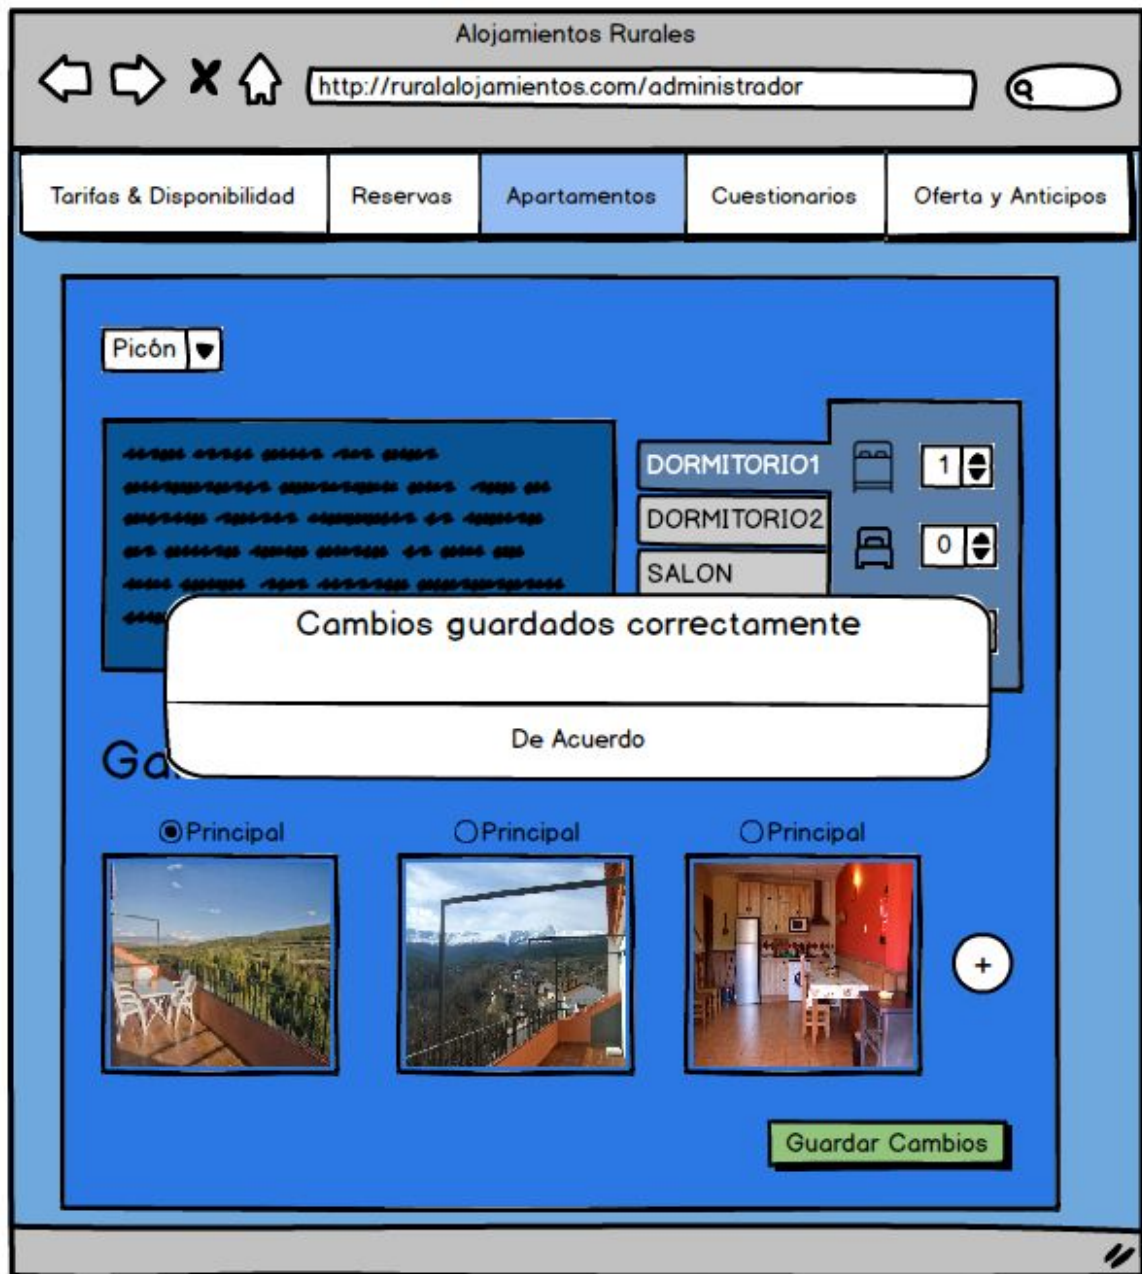 Alojamientos Rurales
http://ruralalojamientos.com/administrador
Tarifas & Disponibilidad Reservas Apartamentos Cuestionarios Oferta y Anticipos
Picón
DORMITORIO1 1
DORMITORIO2
0
SALON
Cambios guardados correctamente
De Acuerdo
Principal Principal Principal
+
Guardar Cambios